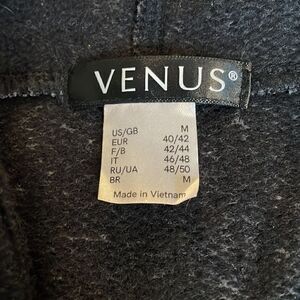 VENUS®
US/GB M
EUR 40/42
F/B 42/44
IT 46/48
RU/UA 48/50
BR M
Made in Vietnam